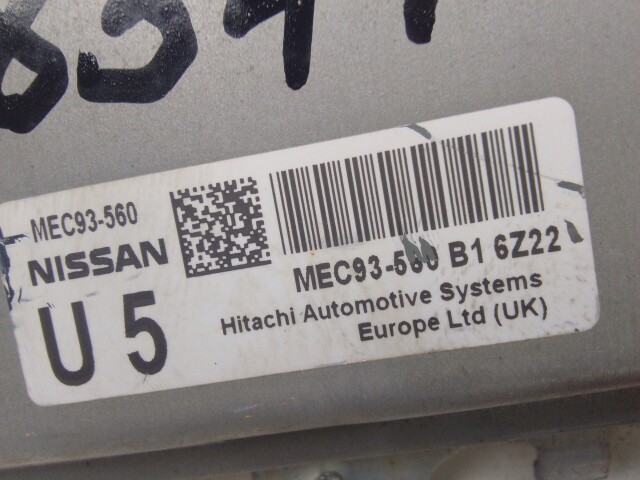 MEC93-560
NISSAN
U 5
MEC93-560 B1 6Z22
Hitachi Automotive Systems
Europe Ltd (UK)